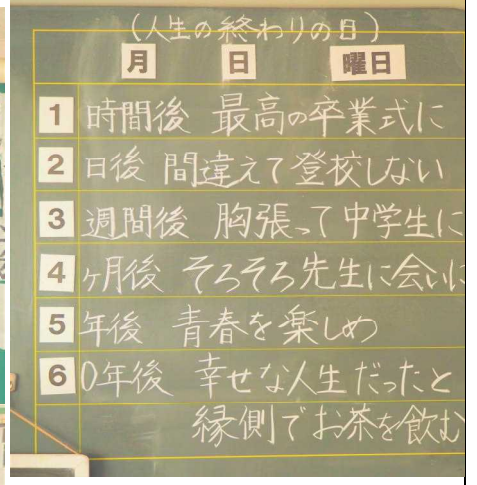 (人生の終わりの日)
月 日 曜日
1 時間後 最高の卒業式に
2 日後 間違えて登校しない
3 週間後 胸張って中学生に
4 ヶ月後 そろそろ先生に会いに
5 年後 青春を楽しめ
6 0年後 幸せな人生だったと
縁側でお茶を飲む